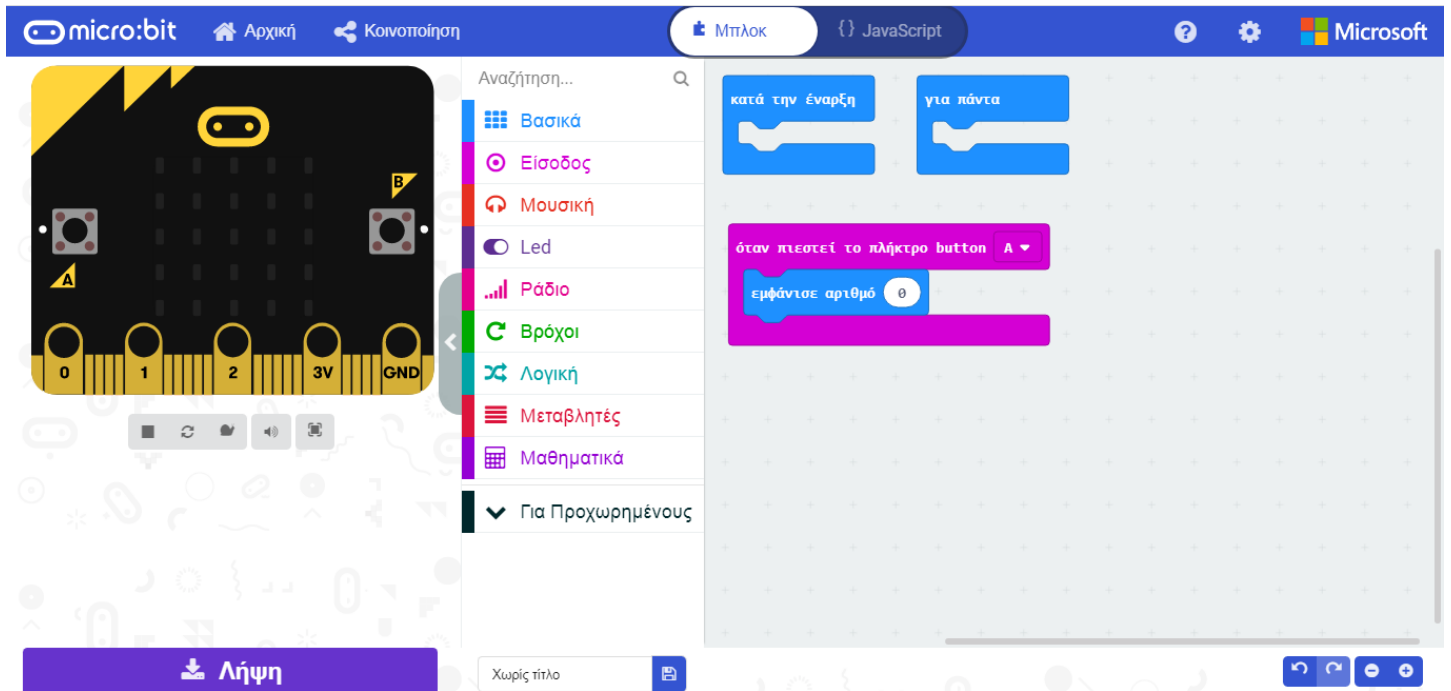 micro:bit Αρχική Κοινοποίηση Μπλοκ {} JavaScript ? Microsoft
B
A
0 1 2 3V GND
Λήψη
Αναζήτηση...
Βασικά
Είσοδος
Μουσική
Led
Ράδιο
Βρόχοι
Λογική
Μεταβλητές
Μαθηματικά
Για Προχωρημένους
Χωρίς τίτλο
κατά την έναρξη
για πάντα
όταν πιεστεί το πλήκτρο button A
εμφάνισε αριθμό 0